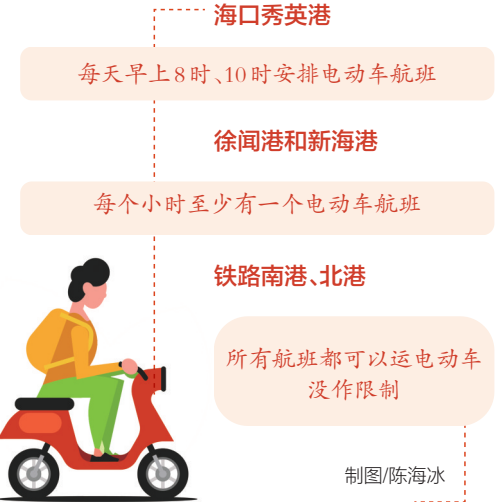 海口秀英港
每天早上8时、10时安排电动车航班
徐闻港和新海港
每个小时至少有一个电动车航班
铁路南港、北港
所有航班都可以运电动车
没作限制
制图/陈海冰